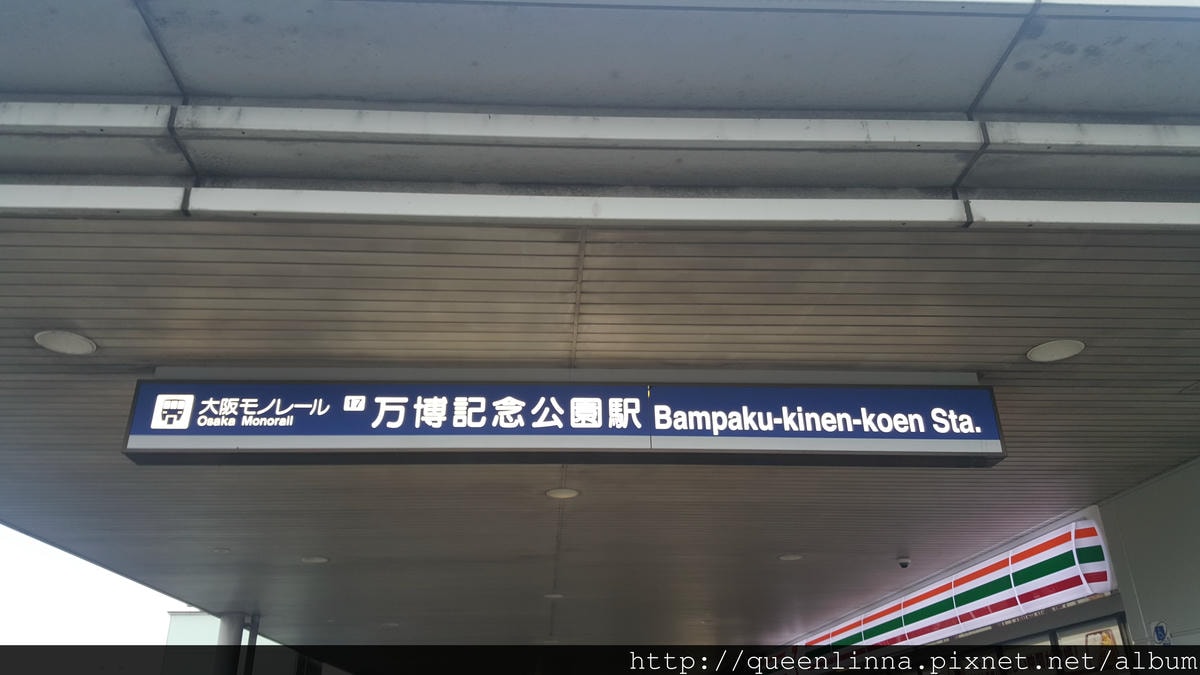 大阪モノレール
Osaka Monorail
17 万博記念公園駅 Bampaku-kinen-koen Sta.
http://queenlinna.pixnet.net/album